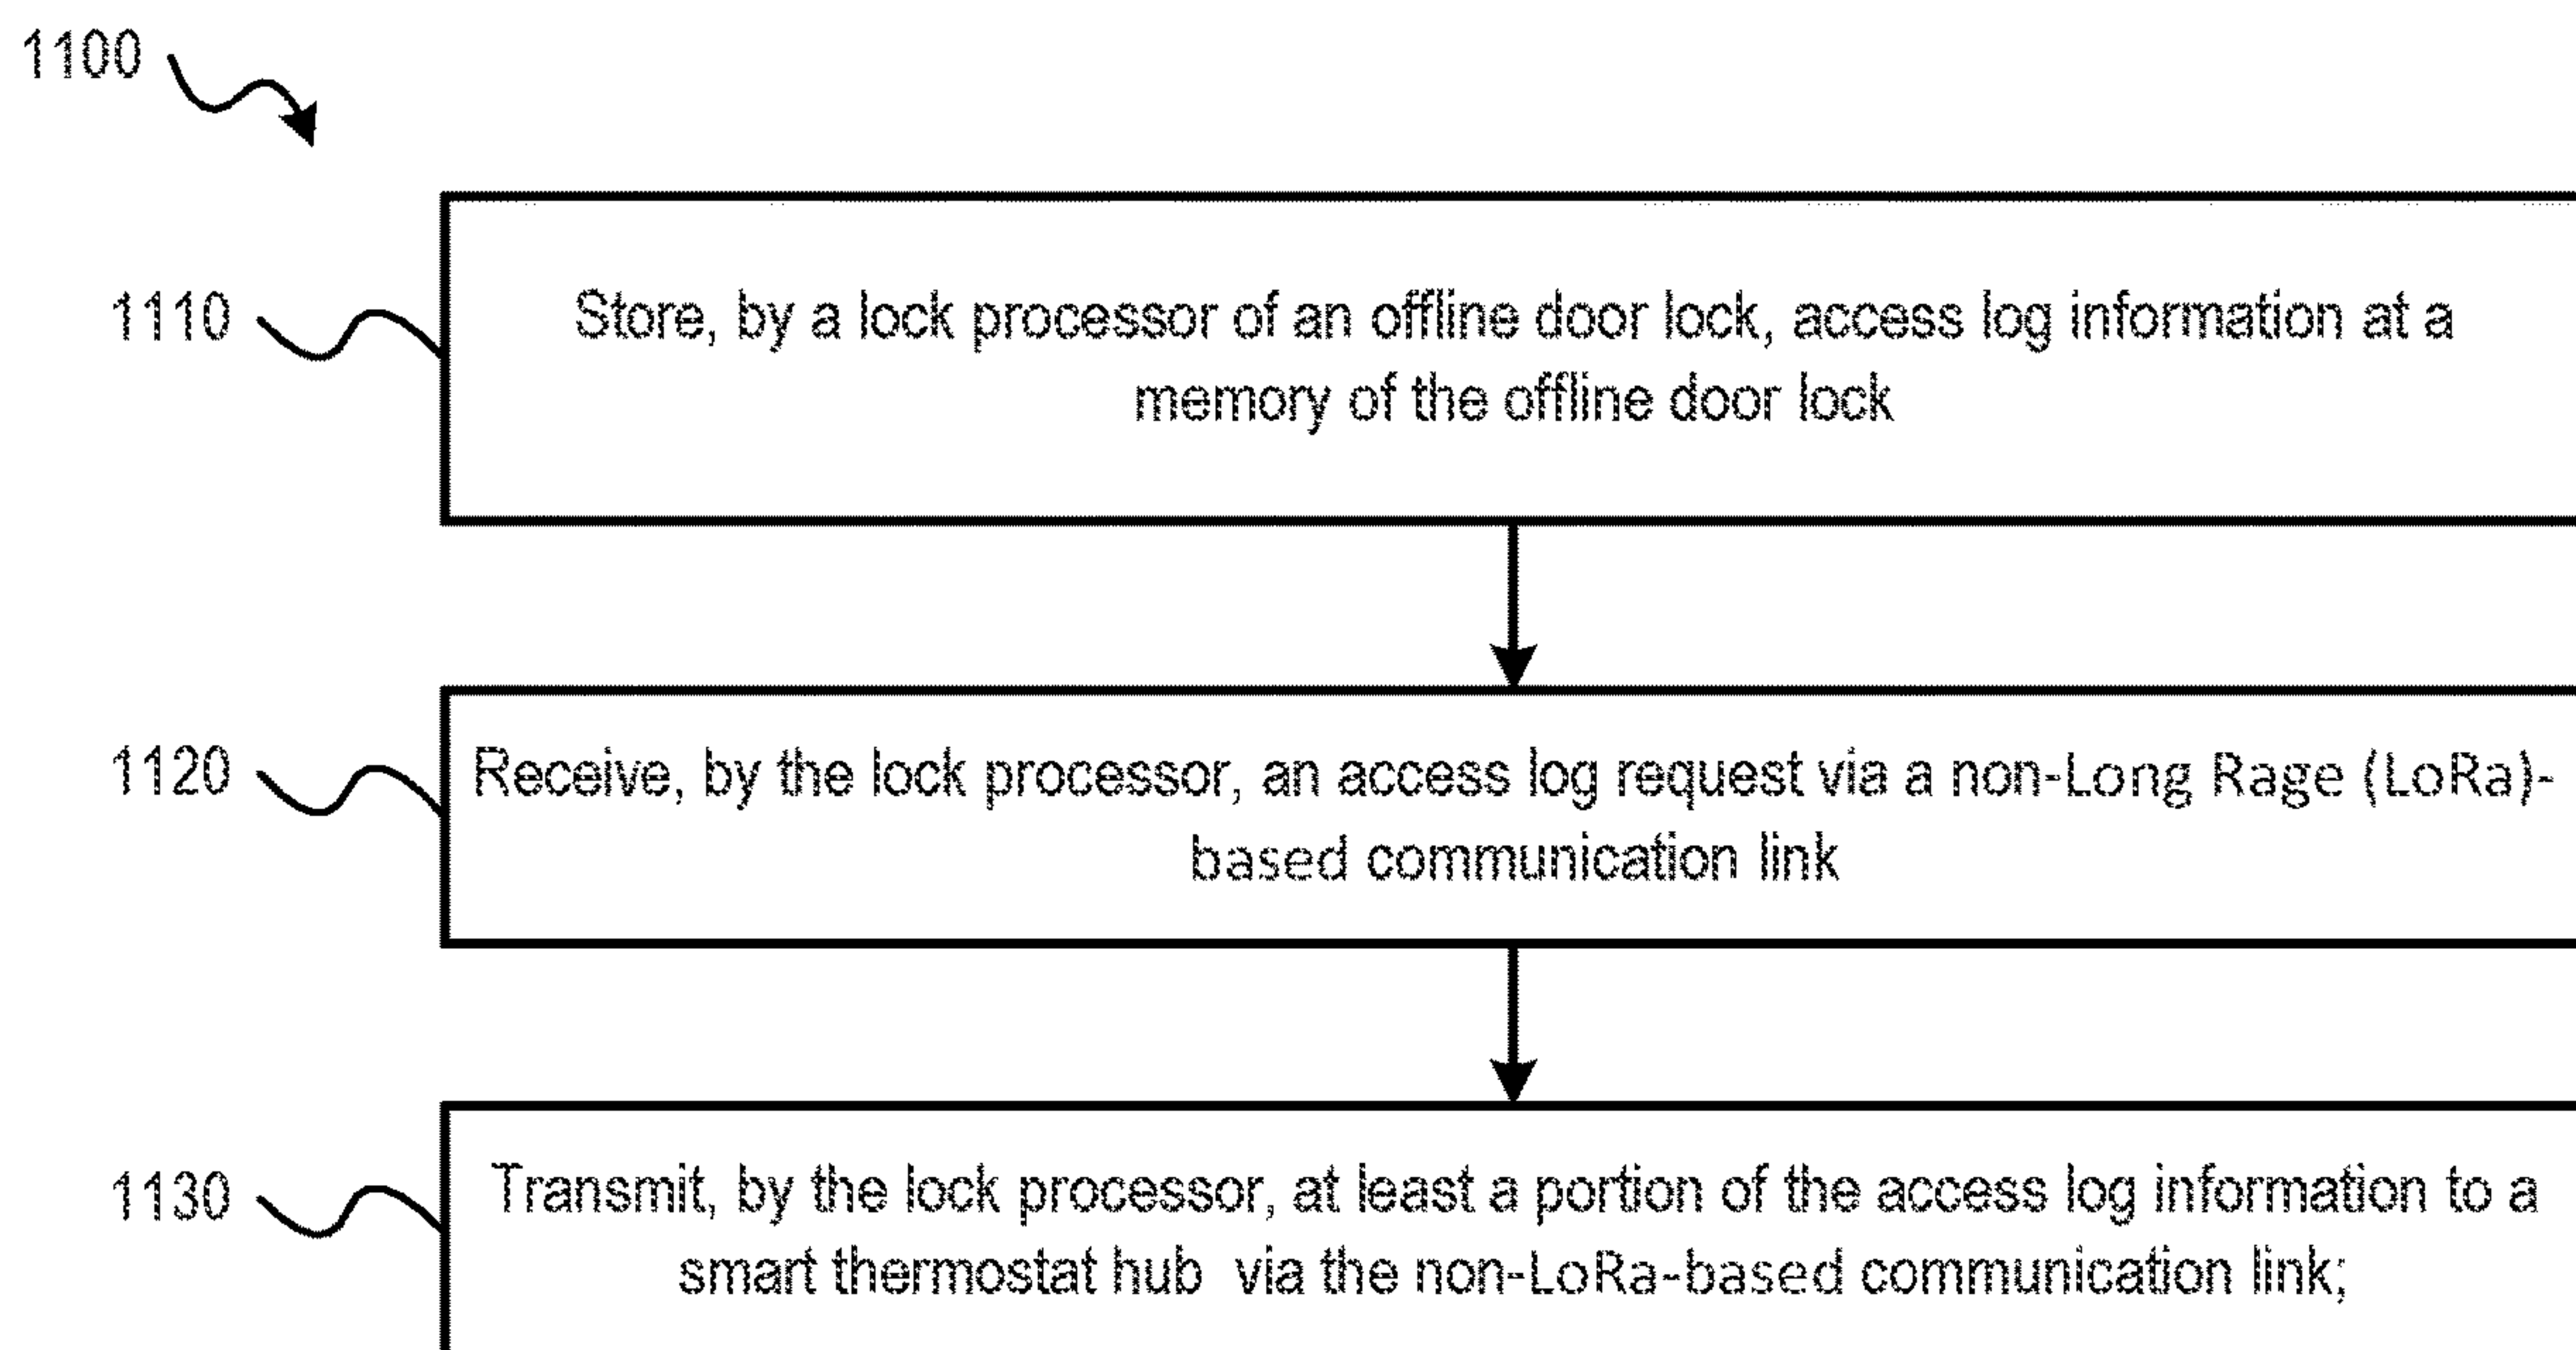 1100
1110
Store, by a lock processor of an offline door lock, access log information at a
memory of the offline door lock
1120
Receive, by the lock processor, an access log request via a non-Long Rage (LoRa)-
based communication link
1130
Transmit, by the lock processor, at least a portion of the access log information to a
smart thermostat hub via the non-LoRa-based communication link;